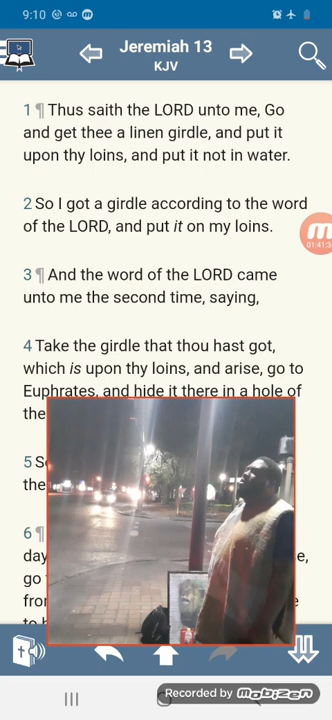 9:10
Jeremiah 13
KJV
1 ¶ Thus saith the LORD unto me, Go
and get thee a linen girdle, and put it
upon thy loins, and put it not in water.
2 So I got a girdle according to the word
of the LORD, and put it on my loins.
3 ¶ And the word of the LORD came
unto me the second time, saying,
4 Take the girdle that thou hast got,
which is upon thy loins, and arise, go to
Euphrates, and hide it there in a hole of
the
5
the
6 ¶
day
go
Recorded by mobizen